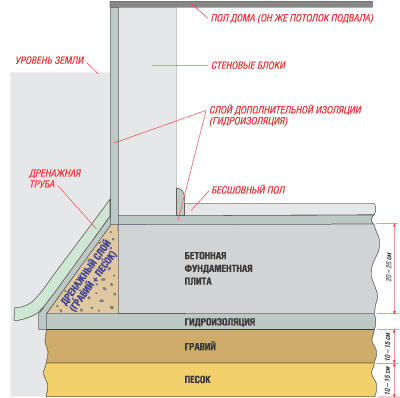 ПОЛ ДОМА (ОН ЖЕ ПОТОЛОК ПОДВАЛА)
УРОВЕНЬ ЗЕМЛИ
СТЕНОВЫЕ БЛОКИ
СЛОЙ ДОПОЛНИТЕЛЬНОЙ ИЗОЛЯЦИИ
(ГИДРОИЗОЛЯЦИЯ)
ДРЕНАЖНАЯ
ТРУБА
БЕСШОВНЫЙ ПОЛ
ДРЕНАЖНЫЙ СЛОЙ
(ГРАВИЙ + ПЕСОК)
БЕТОННАЯ
ФУНДАМЕНТНАЯ
ПЛИТА
20 – 25 см
ГИДРОИЗОЛЯЦИЯ
ГРАВИЙ
10 – 15 см
ПЕСОК
10 – 15 см